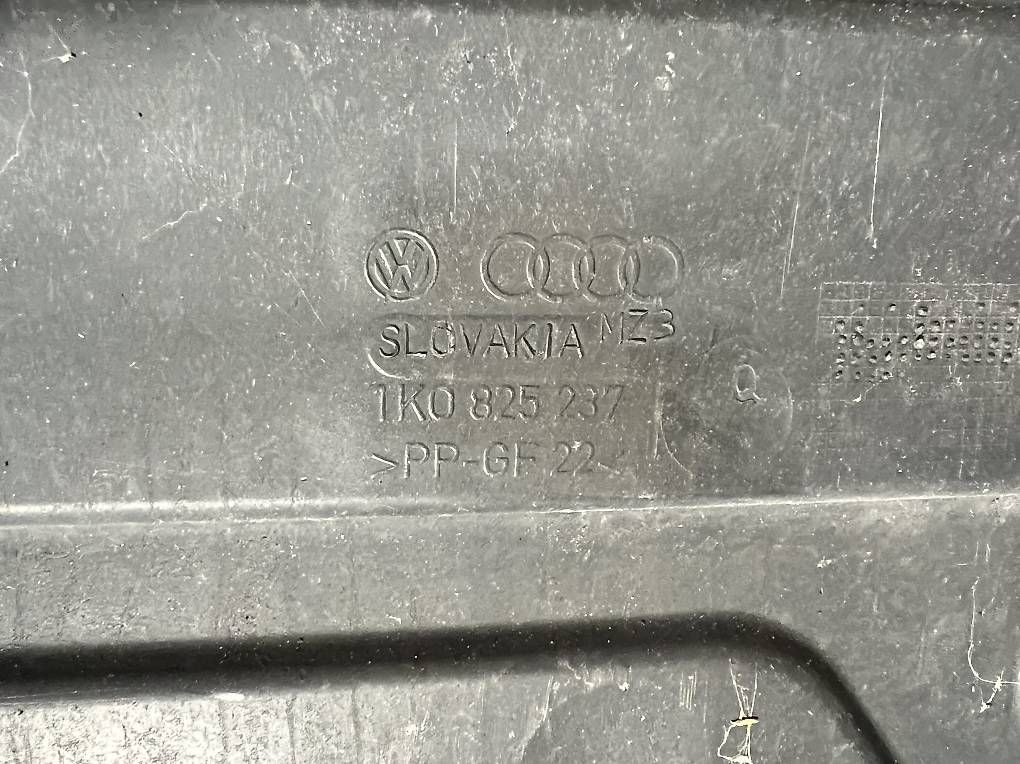 SLOVAKIA MZ3
1K0 825 237
>PP-GF 22<
Q